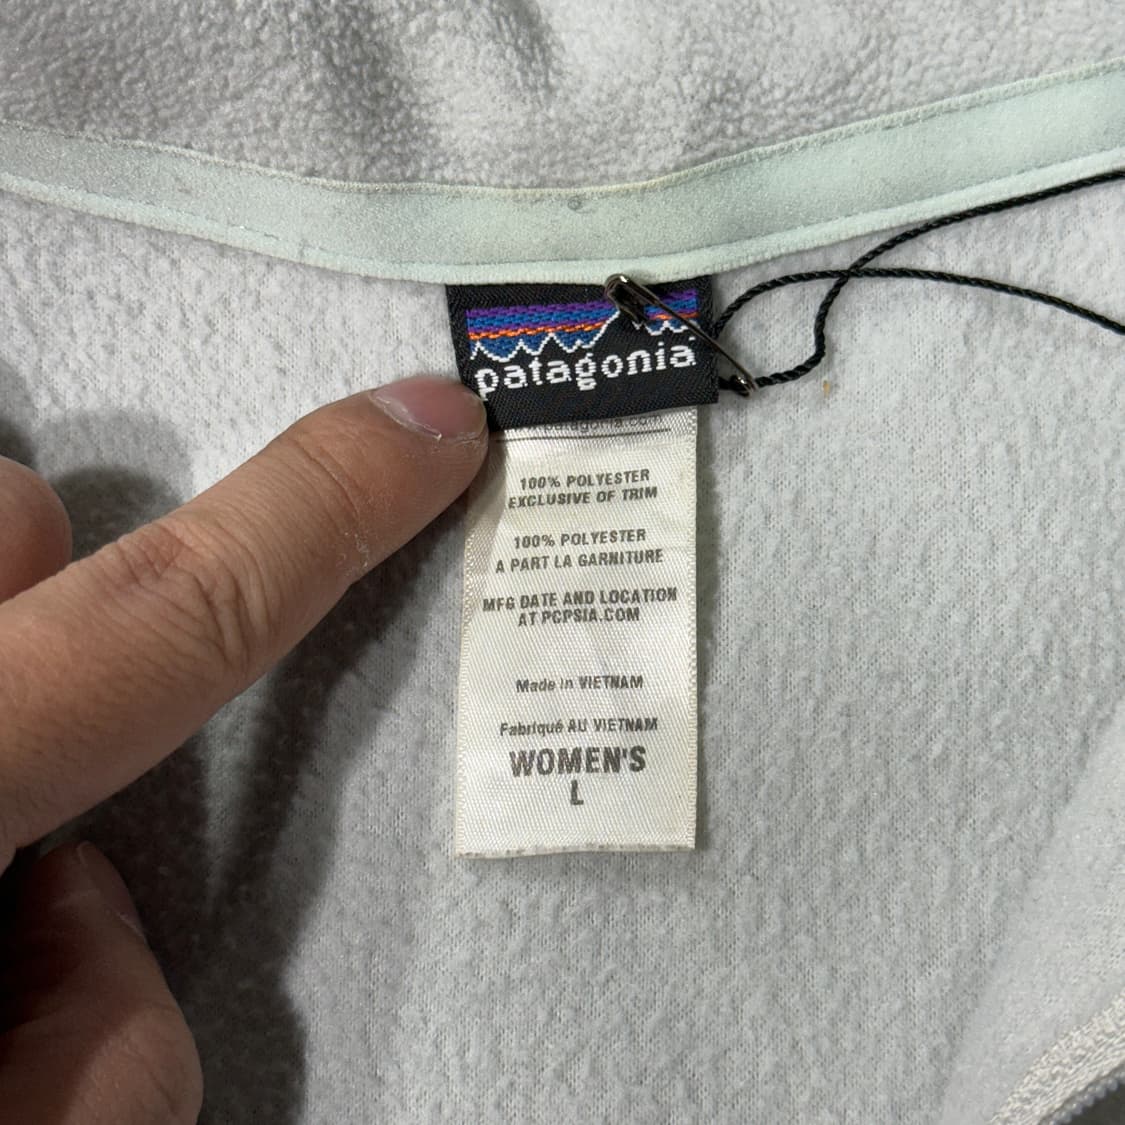 patagonia
100% POLYESTER
EXCLUSIVE OF TRIM
100% POLYESTER
A PART LA GARNITURE
MFG DATE AND LOCATION
AT PCPSIA.COM
Made in VIETNAM
Fabriqué AU VIETNAM
WOMEN'S
L